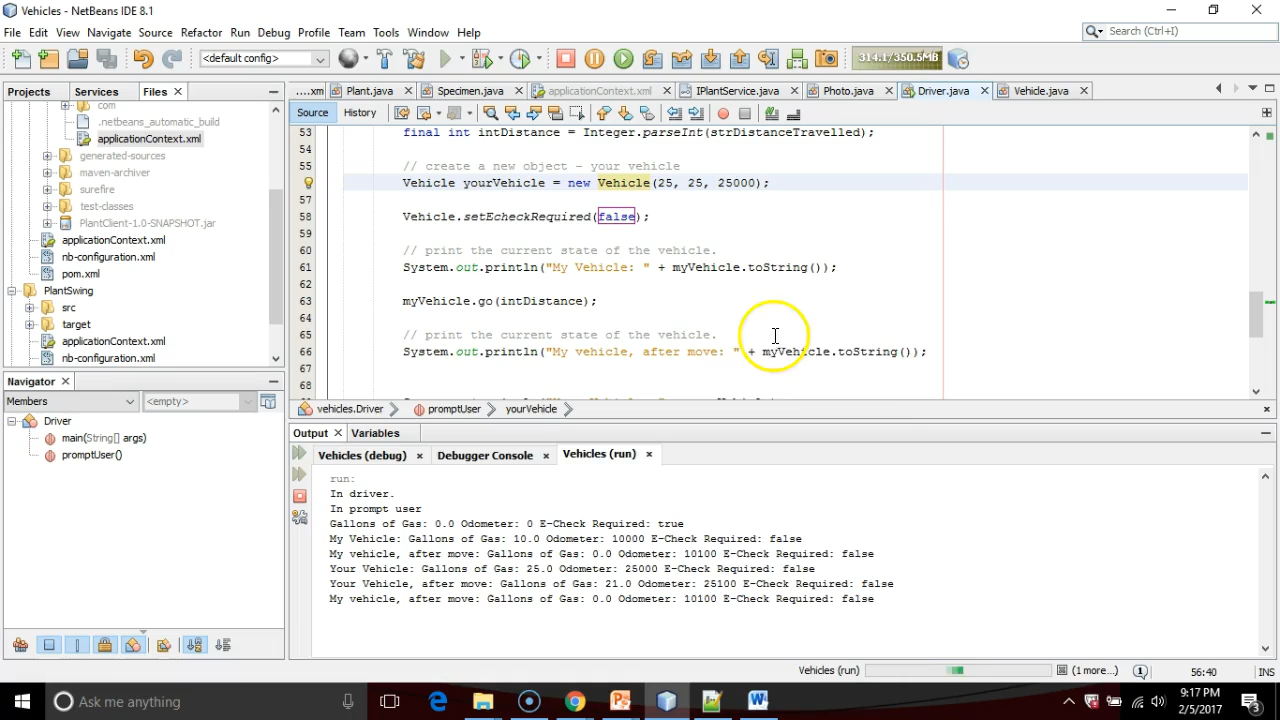 Vehicles - NetBeans IDE 8.1
File Edit View Navigate Source Refactor Run Debug Profile Team Tools Window Help
Search (Ctrl+I)
<default config>
314.1/350.5MB
Projects Services Files
...xm Plant.java Specimen.java applicationContext.xml IPlantService.java Photo.java Driver.java Vehicle.java
Source History
com
.netbeans_automatic_build
applicationContext.xml
generated-sources
maven-archiver
surefire
test-classes
PlantClient-1.0-SNAPSHOT.jar
applicationContext.xml
nb-configuration.xml
pom.xml
PlantSwing
src
target
applicationContext.xml
nb-configuration.xml
53 final int intDistance = Integer.parseInt(strDistanceTravelled);
54
55 // create a new object - your vehicle
Vehicle yourVehicle = new Vehicle(25, 25, 25000);
57
58 Vehicle.setEcheckRequired(false);
59
60 // print the current state of the vehicle.
61 System.out.println("My Vehicle: " + myVehicle.toString());
62
63 myVehicle.go(intDistance);
64
65 // print the current state of the vehicle.
66 System.out.println("My vehicle, after move: " + myVehicle.toString());
67
68
vehicles.Driver promptUser yourVehicle
Navigator
Members <empty>
Driver
main(String[] args)
promptUser()
Output Variables
Vehicles (debug) Debugger Console Vehicles (run)
run:
In driver.
In prompt user
Gallons of Gas: 0.0 Odometer: 0 E-Check Required: true
My Vehicle: Gallons of Gas: 10.0 Odometer: 10000 E-Check Required: false
My vehicle, after move: Gallons of Gas: 0.0 Odometer: 10100 E-Check Required: false
Your Vehicle: Gallons of Gas: 25.0 Odometer: 25000 E-Check Required: false
Your Vehicle, after move: Gallons of Gas: 21.0 Odometer: 25100 E-Check Required: false
My vehicle, after move: Gallons of Gas: 0.0 Odometer: 10100 E-Check Required: false
Vehicles (run) (1 more...) 56:40 INS
Ask me anything
9:17 PM
2/5/2017